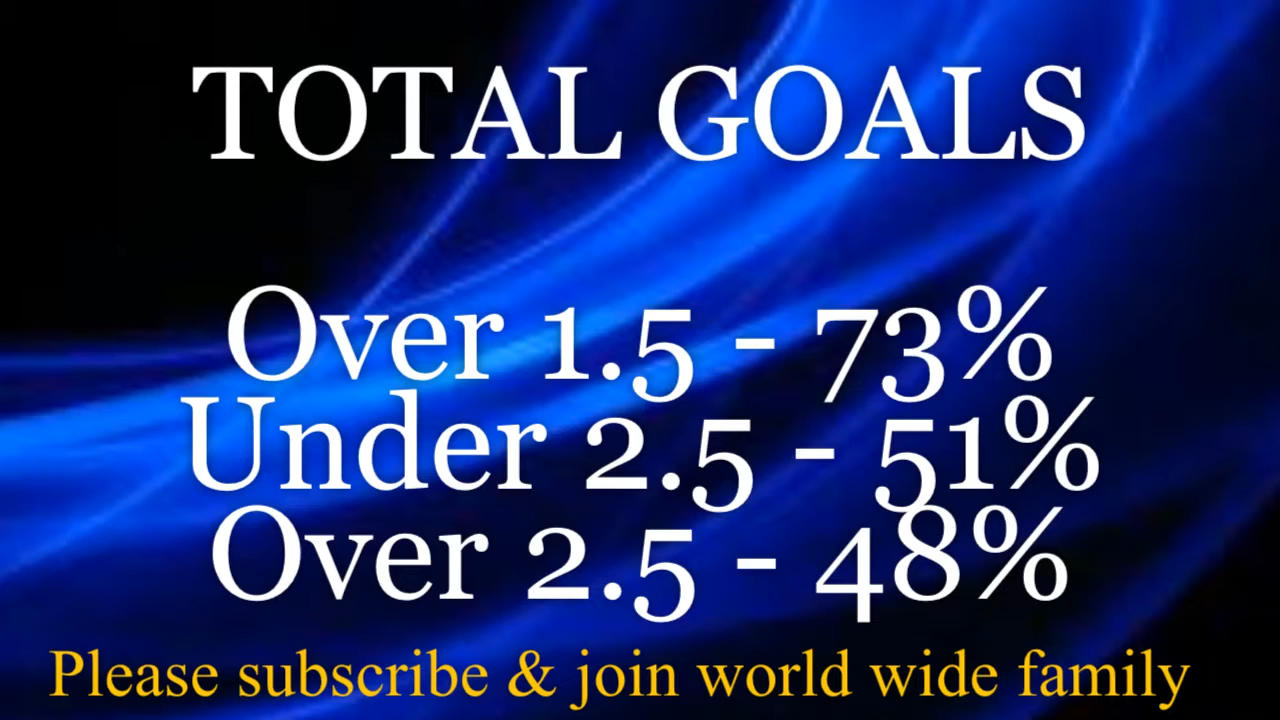 TOTAL GOALS
Over 1.5 - 73%
Under 2.5 - 51%
Over 2.5 - 48%
Please subscribe & join world wide family